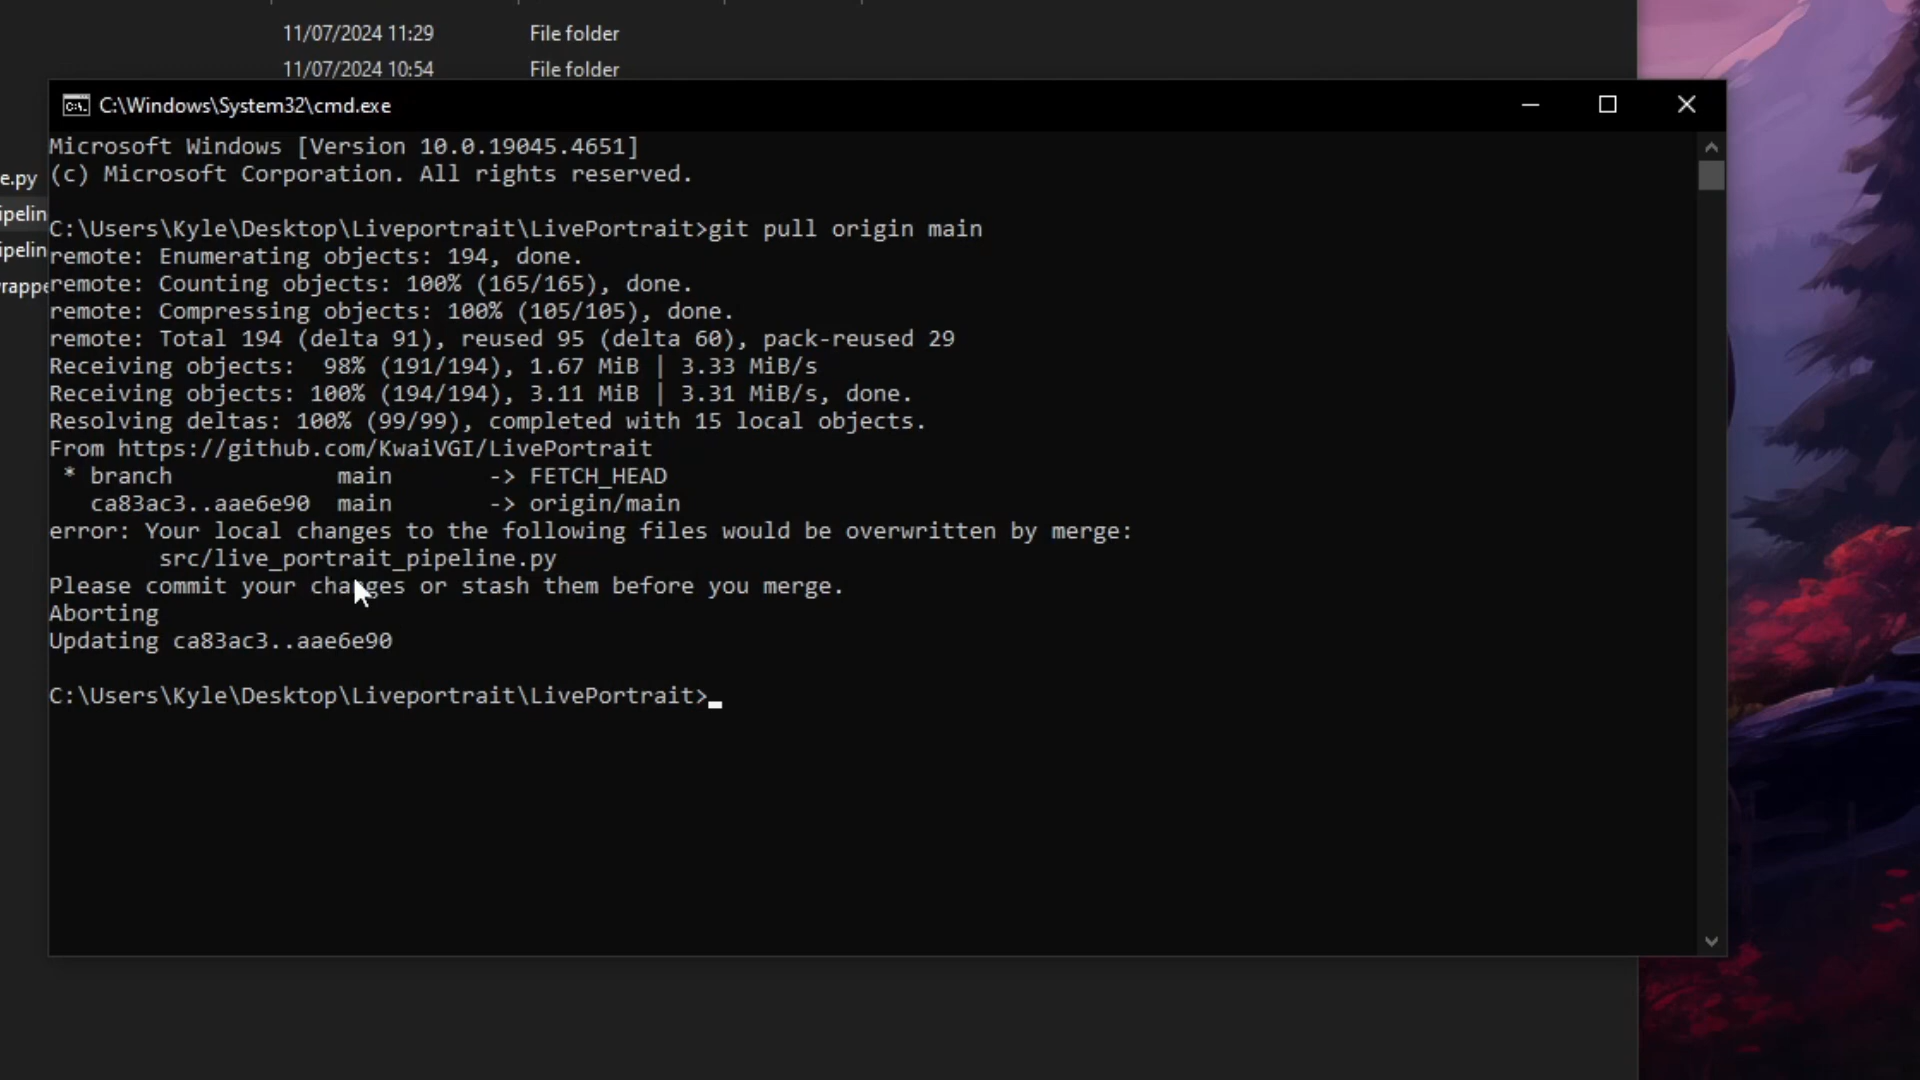 11/07/2024 11:29 File folder
11/07/2024 10:54 File folder
C:\Windows\System32\cmd.exe
Microsoft Windows [Version 10.0.19045.4651]
e.py (c) Microsoft Corporation. All rights reserved.
ipelin
C:\Users\Kyle\Desktop\Liveportrait\LivePortrait>git pull origin main
ipelin remote: Enumerating objects: 194, done.
rappe remote: Counting objects: 100% (165/165), done.
remote: Compressing objects: 100% (105/105), done.
remote: Total 194 (delta 91), reused 95 (delta 60), pack-reused 29
Receiving objects:  98% (191/194), 1.67 MiB | 3.33 MiB/s
Receiving objects: 100% (194/194), 3.11 MiB | 3.31 MiB/s, done.
Resolving deltas: 100% (99/99), completed with 15 local objects.
From https://github.com/KwaiVGI/LivePortrait
* branch            main       -> FETCH_HEAD
ca83ac3..aae6e90  main       -> origin/main
error: Your local changes to the following files would be overwritten by merge:
src/live_portrait_pipeline.py
Please commit your changes or stash them before you merge.
Aborting
Updating ca83ac3..aae6e90
C:\Users\Kyle\Desktop\Liveportrait\LivePortrait>